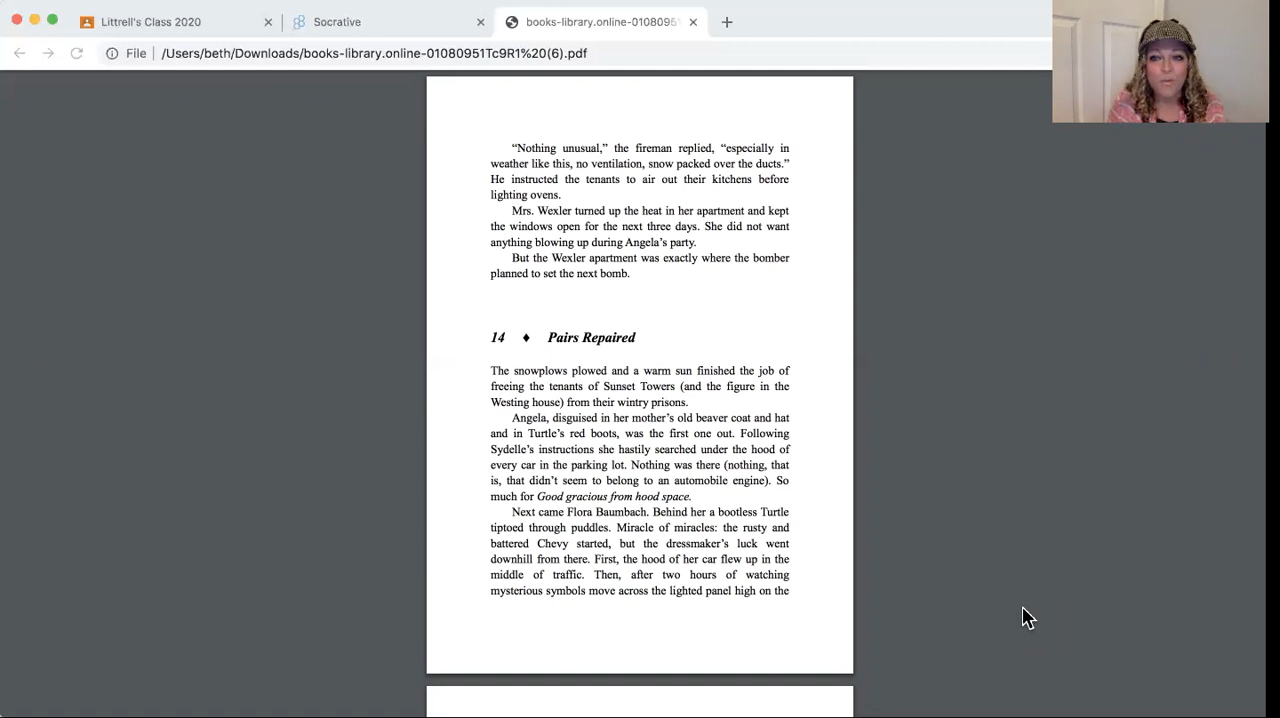 Littrell's Class 2020
Socrative
books-library.online-01080951
File
/Users/beth/Downloads/books-library.online-01080951Tc9R1%20(6).pdf
“Nothing unusual,” the fireman replied, “especially in
weather like this, no ventilation, snow packed over the ducts.”
He instructed the tenants to air out their kitchens before
lighting ovens.
Mrs. Wexler turned up the heat in her apartment and kept
the windows open for the next three days. She did not want
anything blowing up during Angela’s party.
But the Wexler apartment was exactly where the bomber
planned to set the next bomb.
14 ♦ Pairs Repaired
The snowplows plowed and a warm sun finished the job of
freeing the tenants of Sunset Towers (and the figure in the
Westing house) from their wintry prisons.
Angela, disguised in her mother’s old beaver coat and hat
and in Turtle’s red boots, was the first one out. Following
Sydelle’s instructions she hastily searched under the hood of
every car in the parking lot. Nothing was there (nothing, that
is, that didn’t seem to belong to an automobile engine). So
much for Good gracious from hood space.
Next came Flora Baumbach. Behind her a bootless Turtle
tiptoed through puddles. Miracle of miracles: the rusty and
battered Chevy started, but the dressmaker’s luck went
downhill from there. First, the hood of her car flew up in the
middle of traffic. Then, after two hours of watching
mysterious symbols move across the lighted panel high on the